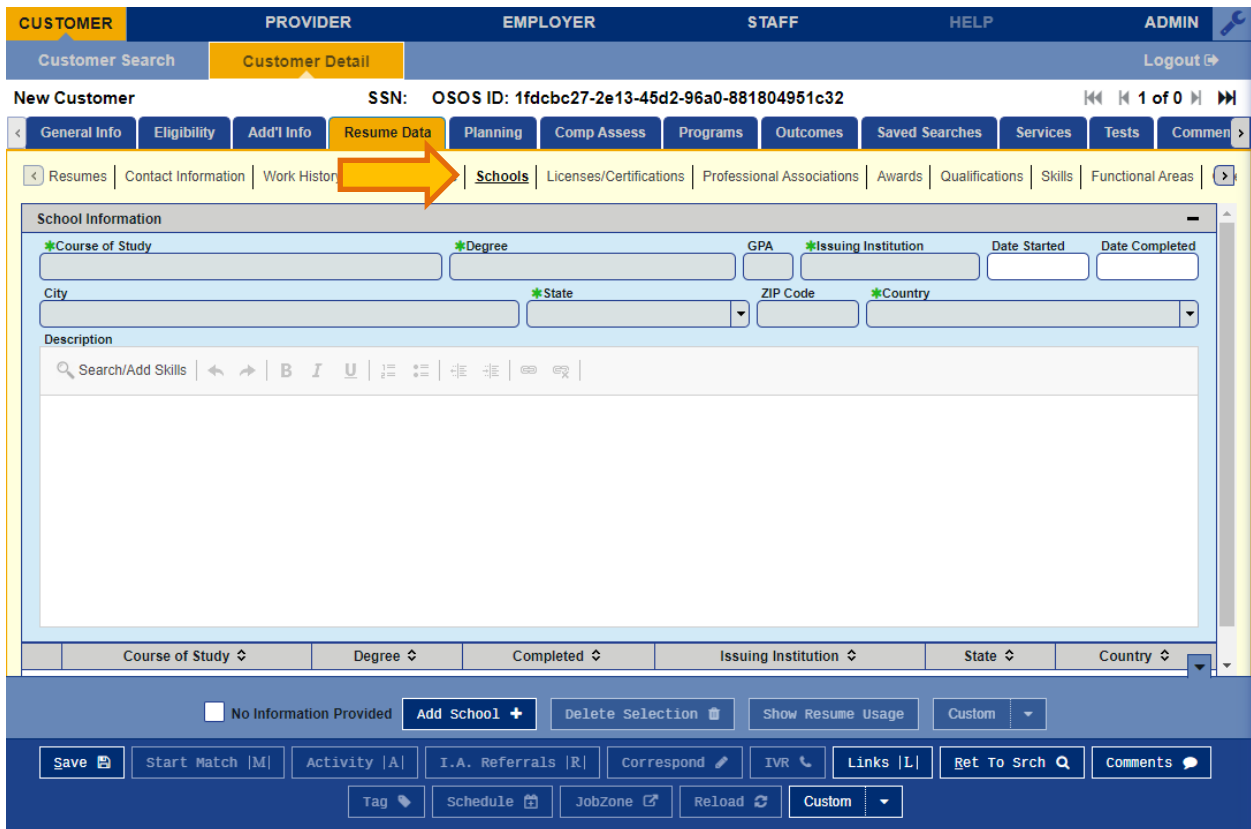 CUSTOMER PROVIDER EMPLOYER STAFF HELP ADMIN
Customer Search Customer Detail Logout
New Customer SSN: OSOS ID: 1fdcbc27-2e13-45d2-96a0-881804951c32 1 of 0
General Info Eligibility Add'l Info Resume Data Planning Comp Assess Programs Outcomes Saved Searches Services Tests Commen
Resumes Contact Information Work History Schools Licenses/Certifications Professional Associations Awards Qualifications Skills Functional Areas
School Information
*Course of Study *Degree GPA *Issuing Institution Date Started Date Completed
City *State ZIP Code *Country
Description
Search/Add Skills B I U
Course of Study Degree Completed Issuing Institution State Country
No Information Provided Add School + Delete Selection Show Resume Usage Custom
Save Start Match |M| Activity |A| I.A. Referrals |R| Correspond IVR Links |L| Ret To Srch Comments
Tag Schedule JobZone Reload Custom